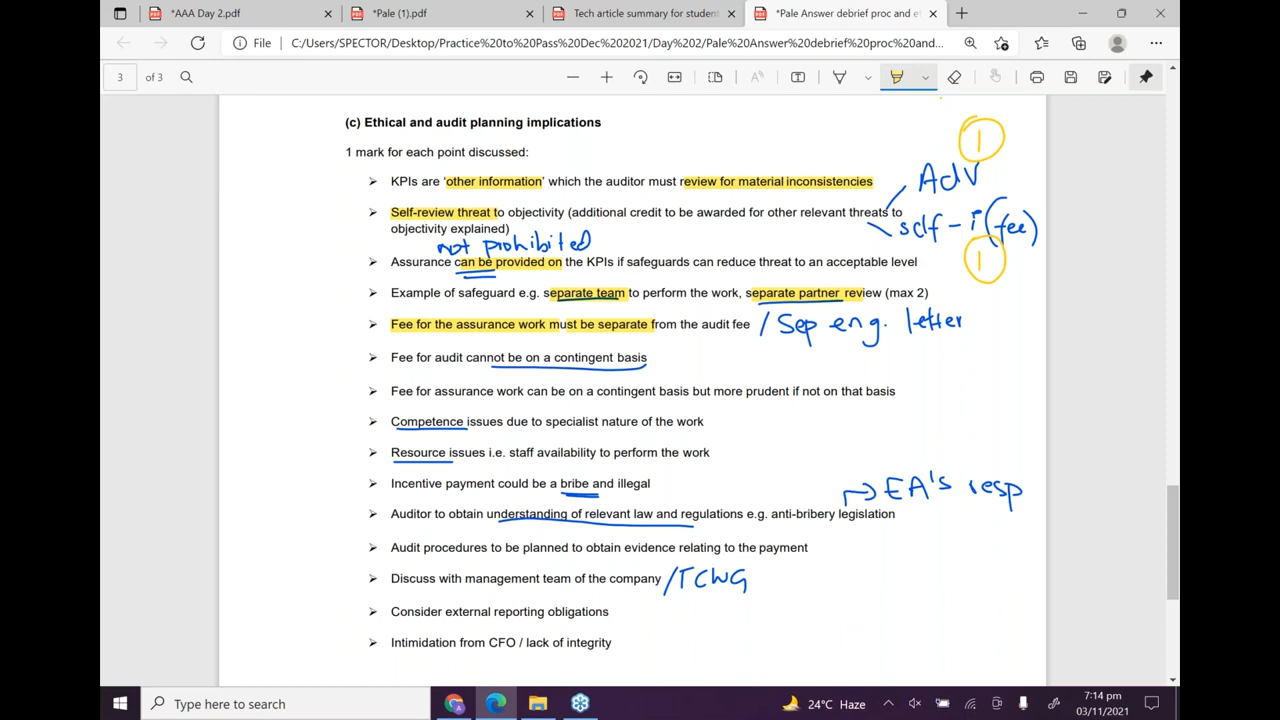 *AAA Day 2.pdf
*Pale (1).pdf
Tech article summary for student
*Pale Answer debrief proc and et
File
C:/Users/SPECTOR/Desktop/Practice%20to%20Pass%20Dec%202021/Day%202/Pale%20Answer%20debrief%20proc%20and...
3 of 3
(c) Ethical and audit planning implications
1
1 mark for each point discussed:
KPIs are ‘other information’ which the auditor must review for material inconsistencies
Adv
Self-review threat to objectivity (additional credit to be awarded for other relevant threats to
objectivity explained)
self-i (fee)
not prohibited
Assurance can be provided on the KPIs if safeguards can reduce threat to an acceptable level
1
Example of safeguard e.g. separate team to perform the work, separate partner review (max 2)
Fee for the assurance work must be separate from the audit fee / Sep eng. letter
Fee for audit cannot be on a contingent basis
Fee for assurance work can be on a contingent basis but more prudent if not on that basis
Competence issues due to specialist nature of the work
Resource issues i.e. staff availability to perform the work
Incentive payment could be a bribe and illegal
→ EA's resp
Auditor to obtain understanding of relevant law and regulations e.g. anti-bribery legislation
Audit procedures to be planned to obtain evidence relating to the payment
Discuss with management team of the company /TCWG
Consider external reporting obligations
Intimidation from CFO / lack of integrity
Type here to search
24°C Haze
7:14 pm
03/11/2021